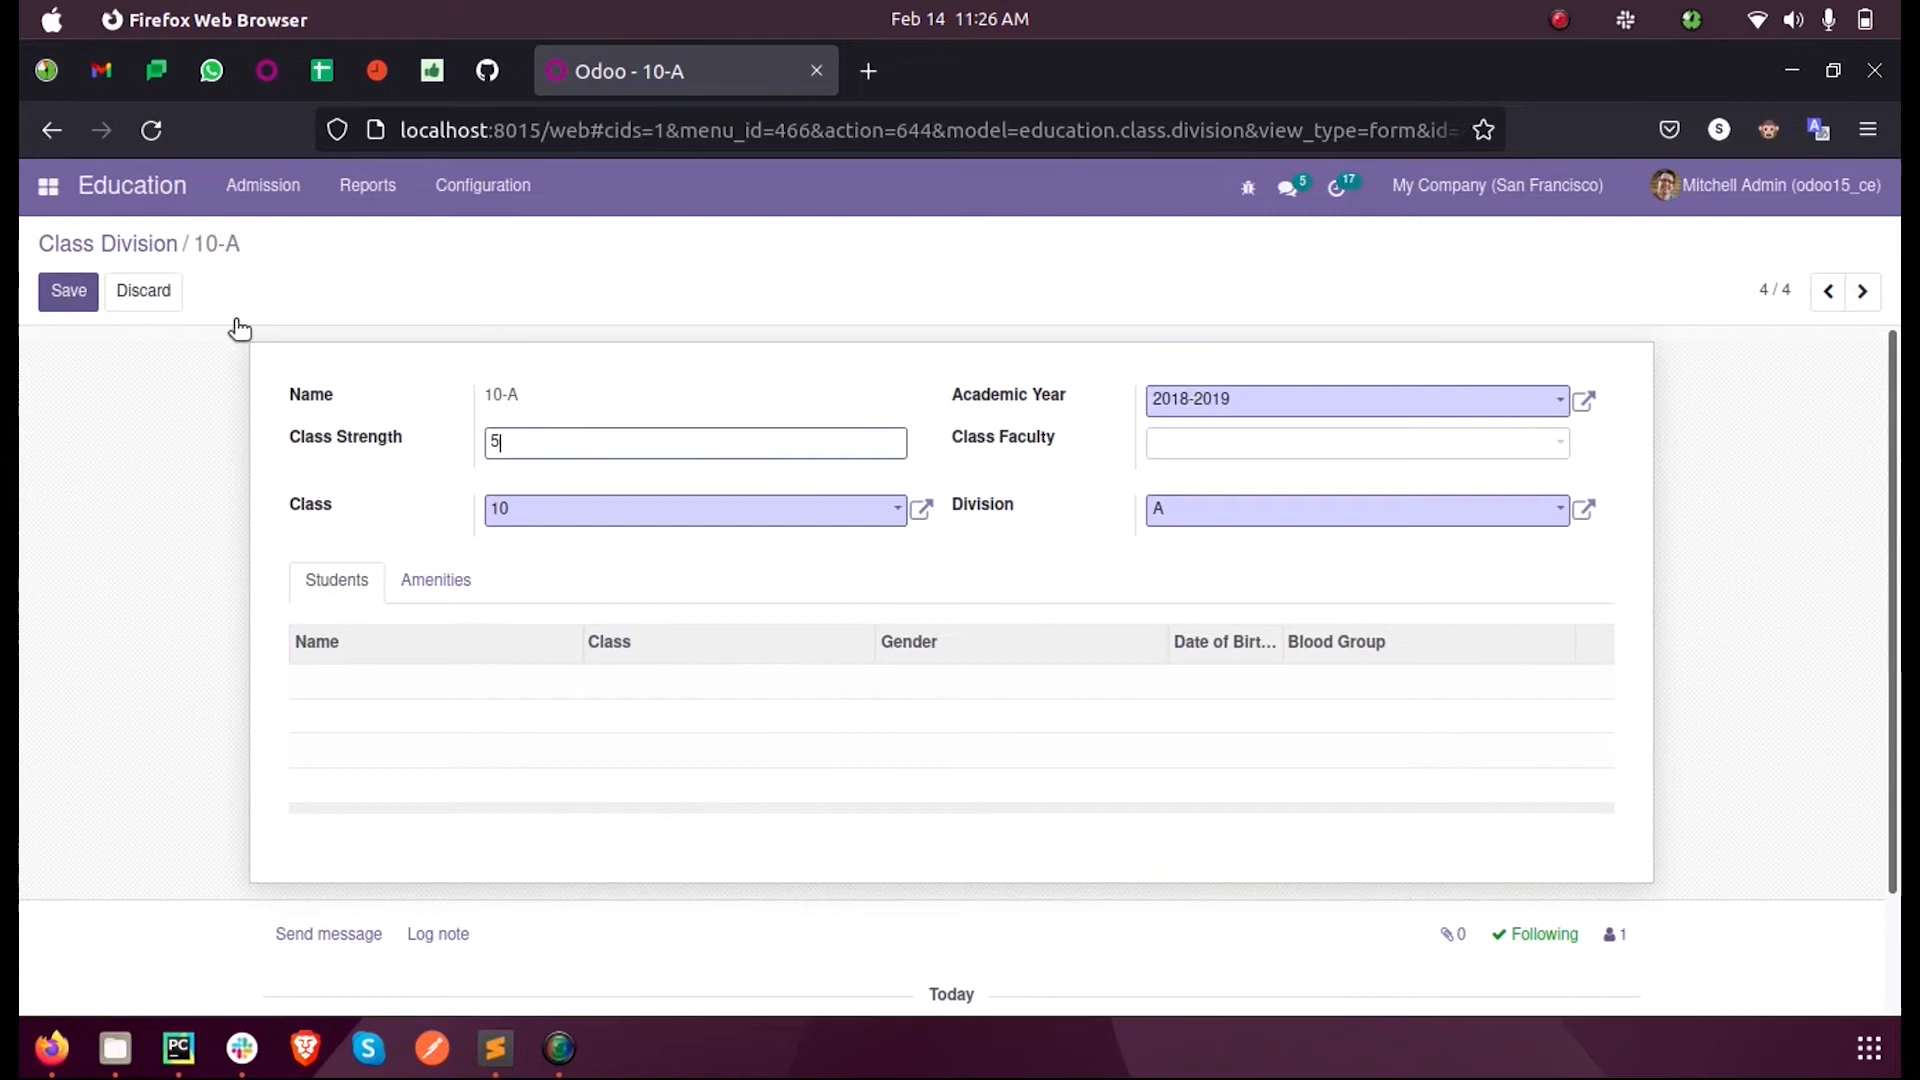 Firefox Web Browser
Feb 14 11:26 AM
Odoo - 10-A
localhost:8015/web#cids=1&menu_id=466&action=644&model=education.class.division&view_type=form&id=
S
Education Admission Reports Configuration
5 17 My Company (San Francisco) Mitchell Admin (odoo15_ce)
Class Division / 10-A
Save Discard
4 / 4
Name 10-A Academic Year 2018-2019
Class Strength 5 Class Faculty
Class 10 Division A
Students Amenities
Name Class Gender Date of Birt... Blood Group
Send message Log note 0 Following 1
Today
PC
S